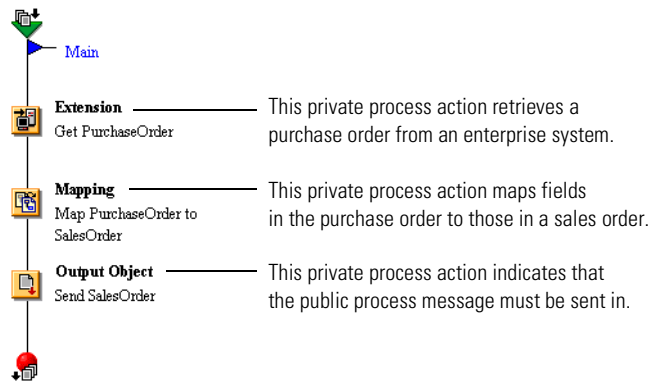 Main
Extension
Get PurchaseOrder
This private process action retrieves a
purchase order from an enterprise system.
Mapping
Map PurchaseOrder to
SalesOrder
This private process action maps fields
in the purchase order to those in a sales order.
Output Object
Send SalesOrder
This private process action indicates that
the public process message must be sent in.